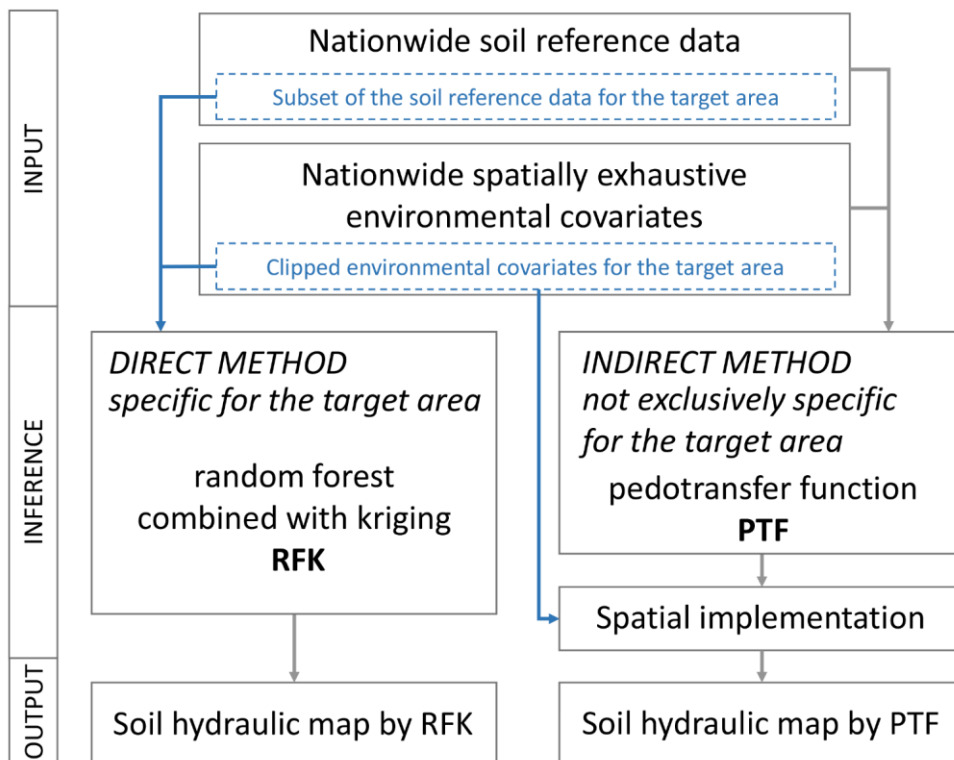 INPUT
Nationwide soil reference data
Subset of the soil reference data for the target area
Nationwide spatially exhaustive
environmental covariates
Clipped environmental covariates for the target area
INFERENCE
DIRECT METHOD
specific for the target area
random forest
combined with kriging
RFK
INDIRECT METHOD
not exclusively specific
for the target area
pedotransfer function
PTF
Spatial implementation
OUTPUT
Soil hydraulic map by RFK
Soil hydraulic map by PTF